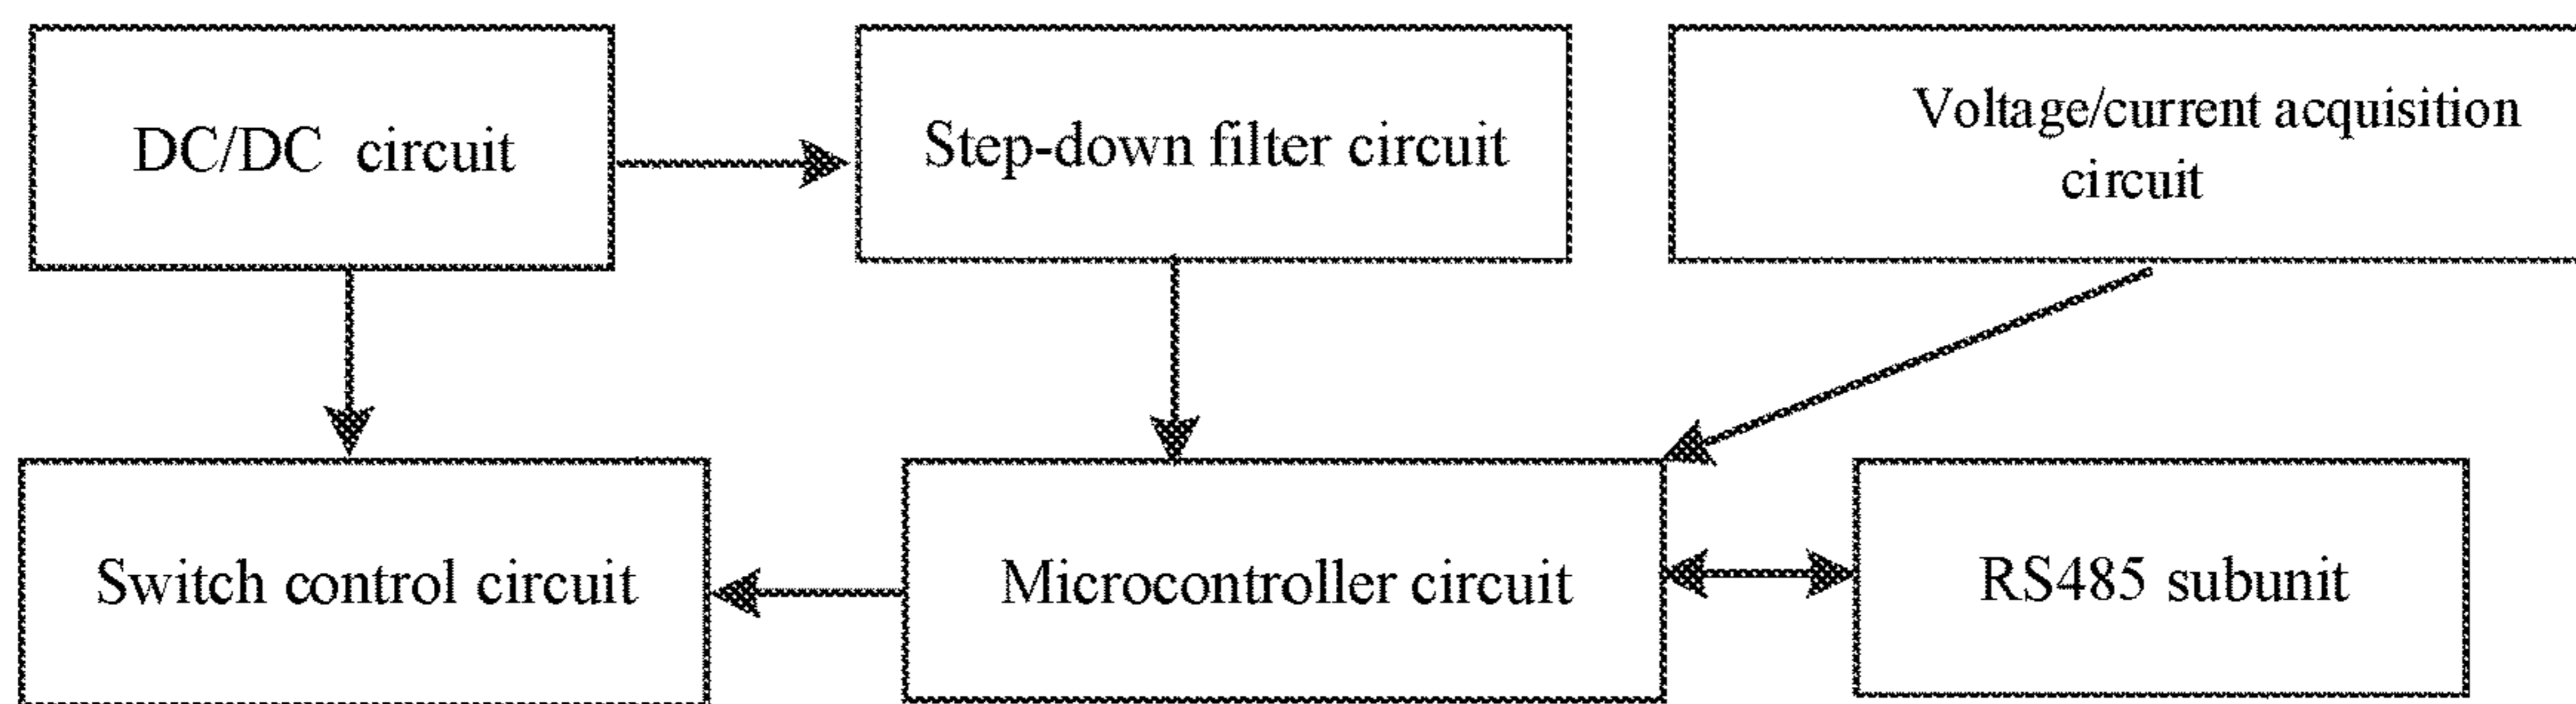 DC/DC circuit
Step-down filter circuit
Voltage/current acquisition
circuit
Switch control circuit
Microcontroller circuit
RS485 subunit